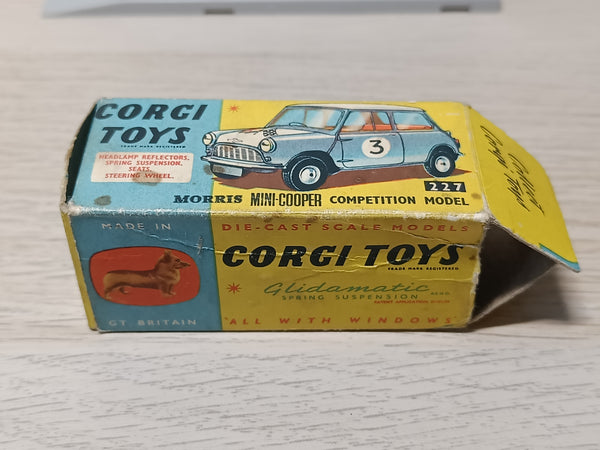 CORGI
TOYS
TRADE MARK REGISTERED
HEADLAMP REFLECTORS.
SPRING SUSPENSION.
SEATS.
STEERING WHEEL.
3
227
MORRIS MINI-COOPER COMPETITION MODEL
MADE IN
GT. BRITAIN
DIE-CAST SCALE MODELS
CORGI TOYS
TRADE MARK REGISTERED
Glidamatic
SPRING SUSPENSION
'ALL WITH WINDOWS'